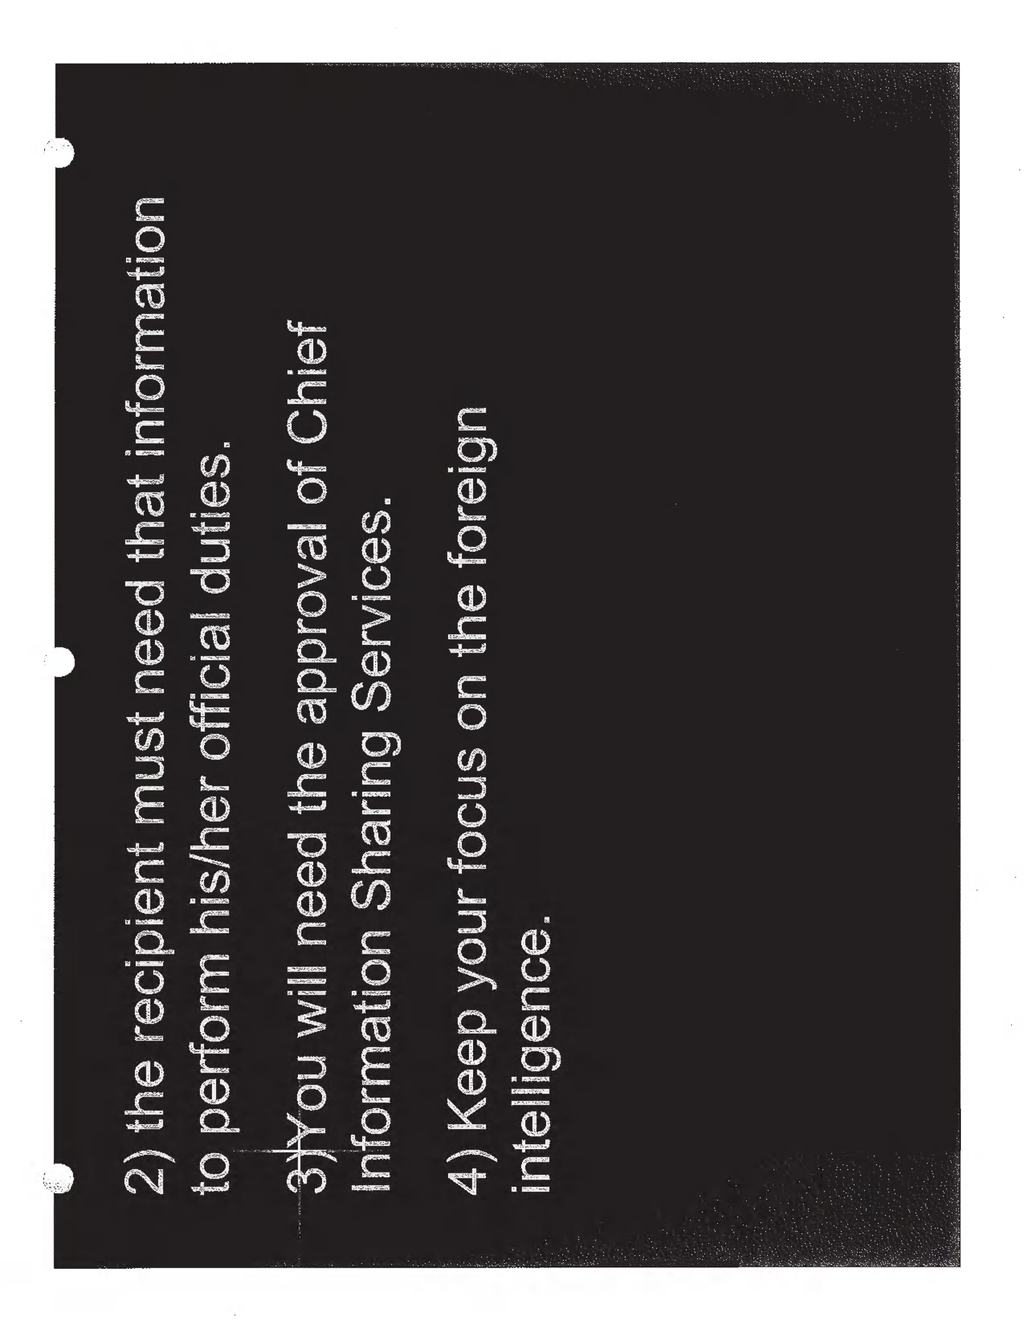 2) the recipient must need that information
to perform his/her official duties.
3)You will need the approval of Chief
Information Sharing Services.
4) Keep your focus on the foreign
intelligence.